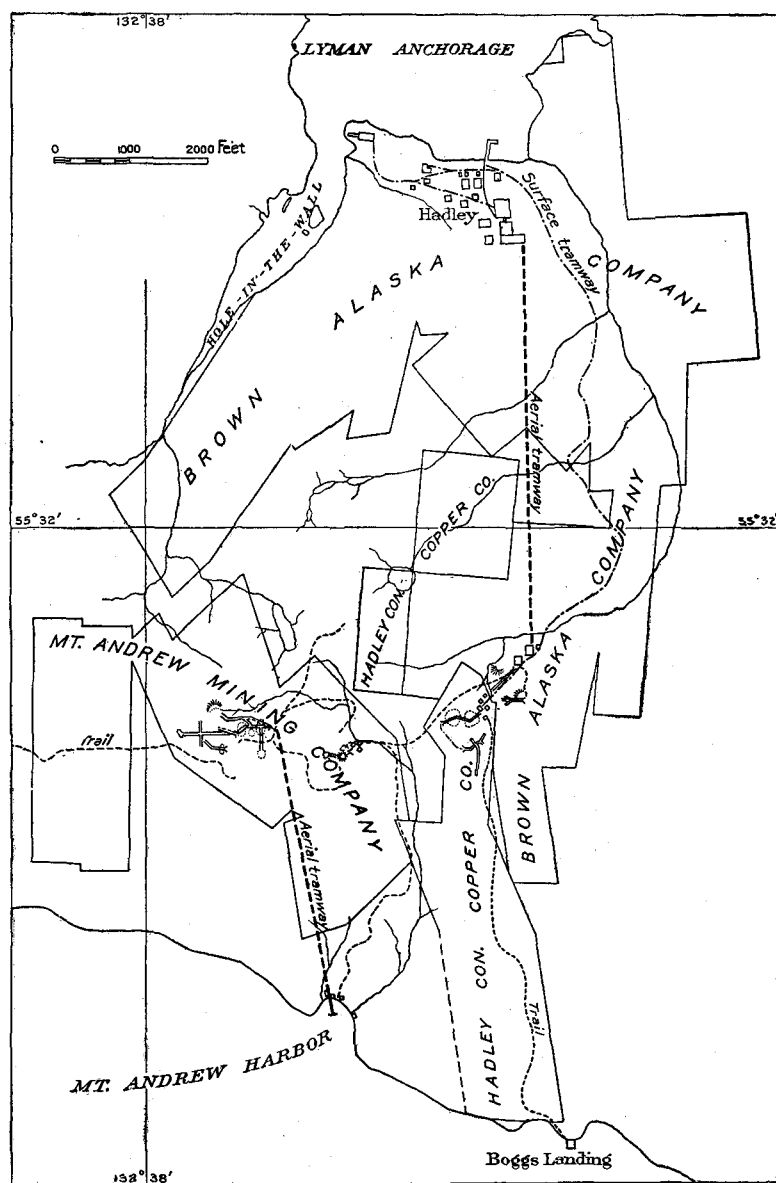 132°38'
LYMAN ANCHORAGE
0 1000 2000 Feet
Surface tramway
Hadley
HOLE-IN-THE-WALL
BROWN ALASKA COMPANY
Aerial tramway
HADLEY CON. COPPER CO.
55°32'
55°32'
BROWN ALASKA COMPANY
MT. ANDREW MINING COMPANY
Trail
Aerial tramway
HADLEY CON. COPPER CO.
Trail
MT. ANDREW HARBOR
Boggs Landing
132°38'